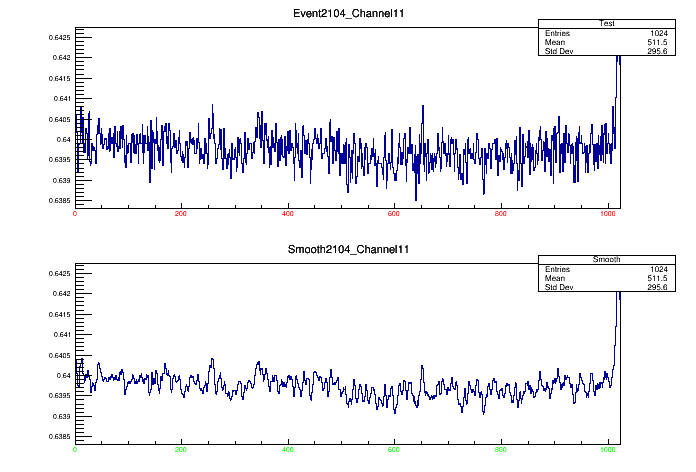 Event2104_Channel11
Test
Entries 1024
Mean 511.5
Std Dev 295.6
0.6425
0.642
0.6415
0.641
0.6405
0.64
0.6395
0.639
0.6385
0 200 400 600 800 1000
Smooth2104_Channel11
Smooth
Entries 1024
Mean 511.5
Std Dev 295.6
0.6425
0.642
0.6415
0.641
0.6405
0.64
0.6395
0.639
0.6385
0 200 400 600 800 1000